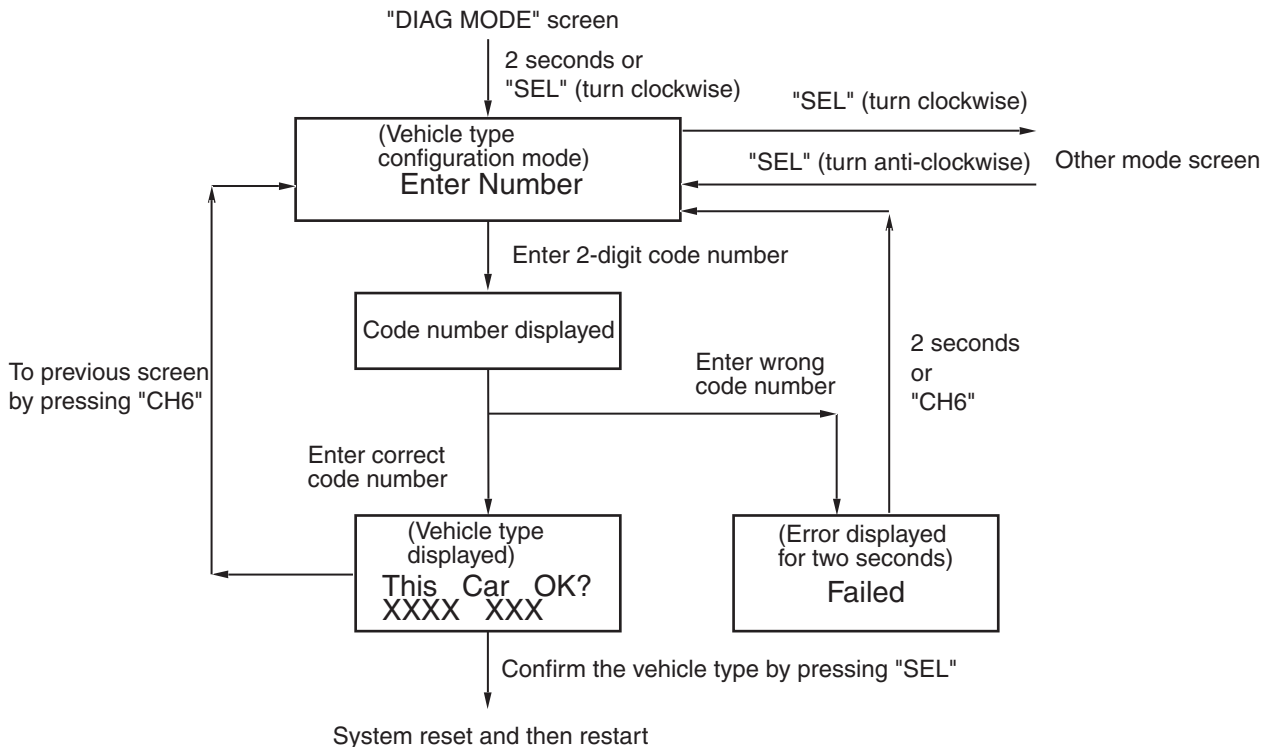 "DIAG MODE" screen
2 seconds or
"SEL" (turn clockwise)
"SEL" (turn clockwise)
(Vehicle type
configuration mode)
Enter Number
"SEL" (turn anti-clockwise)
Other mode screen
Enter 2-digit code number
Code number displayed
To previous screen
by pressing "CH6"
Enter wrong
code number
2 seconds
or
"CH6"
Enter correct
code number
(Vehicle type
displayed)
This Car OK?
XXXX XXX
(Error displayed
for two seconds)
Failed
Confirm the vehicle type by pressing "SEL"
System reset and then restart